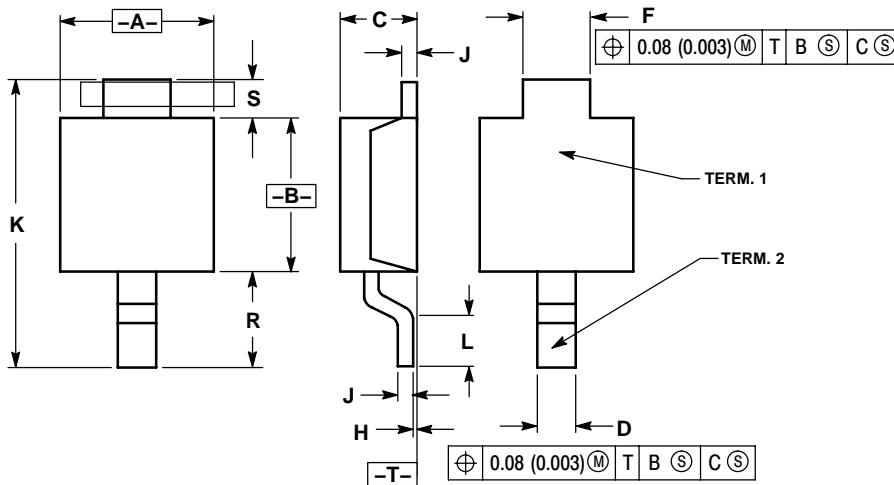 –A–
C
F
J
⌖ 0.08 (0.003) Ⓜ T B Ⓢ C Ⓢ
S
K
–B–
TERM. 1
TERM. 2
R
L
J
H
D
–T–
⌖ 0.08 (0.003) Ⓜ T B Ⓢ C Ⓢ